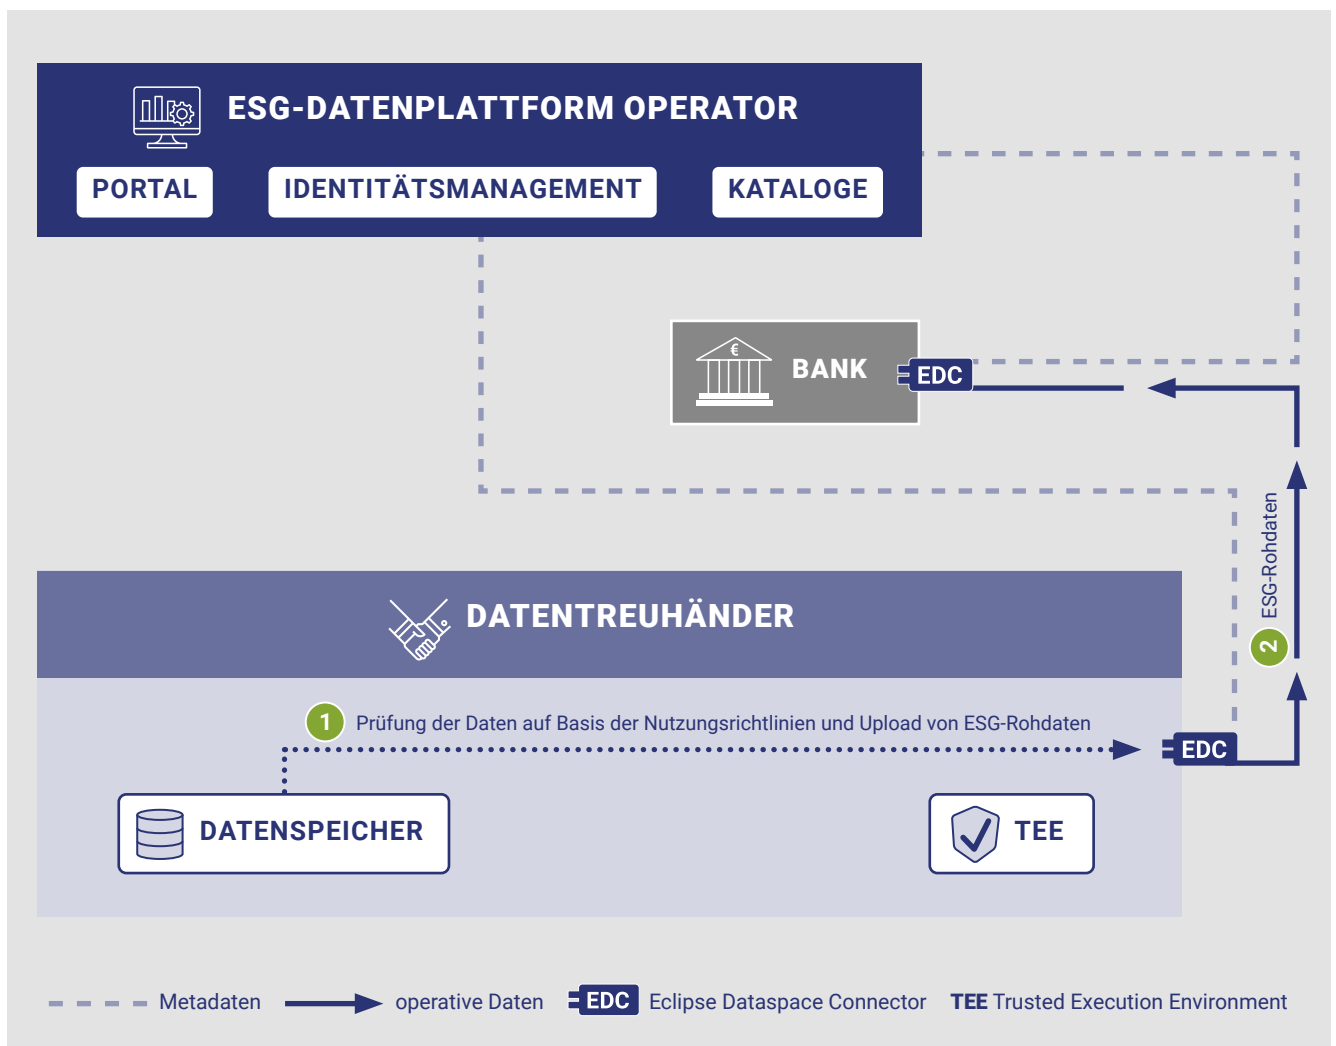 ESG-DATENPLATTFORM OPERATOR
PORTAL
IDENTITÄTSMANAGEMENT
KATALOGE
€
BANK
EDC
2 ESG-Rohdaten
DATENTREUHÄNDER
1 Prüfung der Daten auf Basis der Nutzungsrichtlinien und Upload von ESG-Rohdaten
EDC
DATENSPEICHER
TEE
Metadaten
operative Daten
EDC Eclipse Dataspace Connector
TEE Trusted Execution Environment